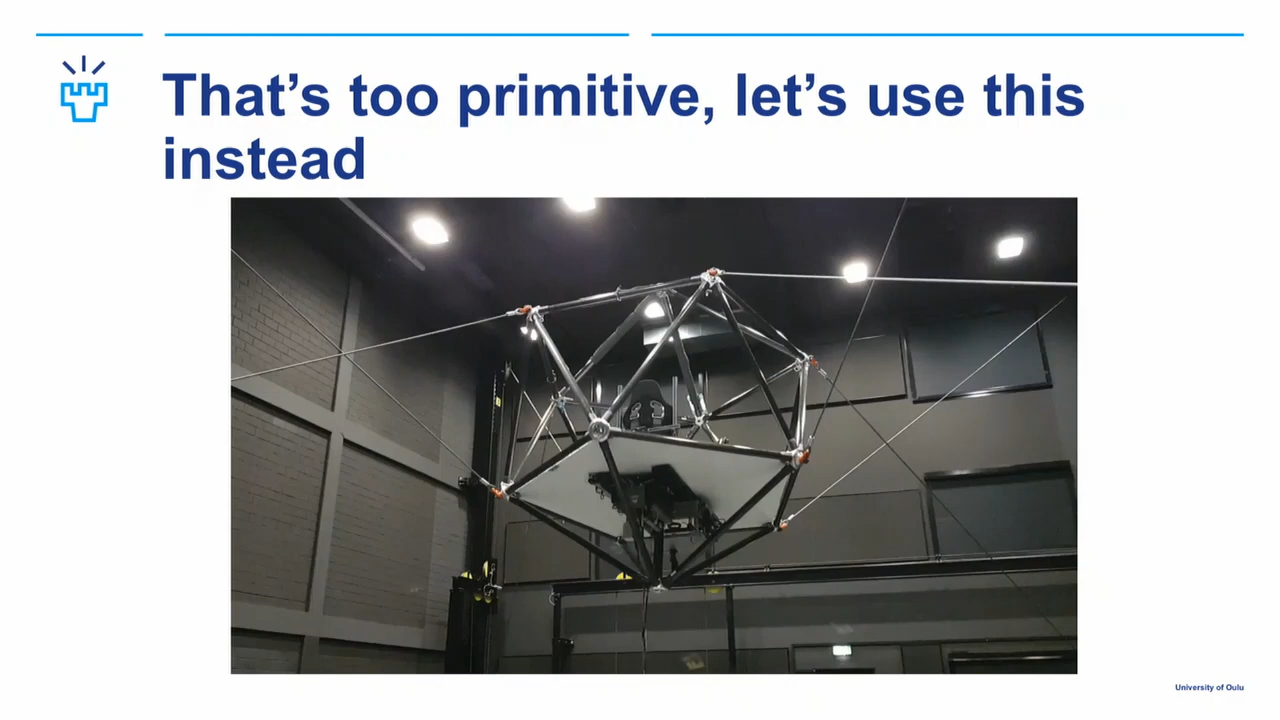 That’s too primitive, let’s use this
instead
University of Oulu